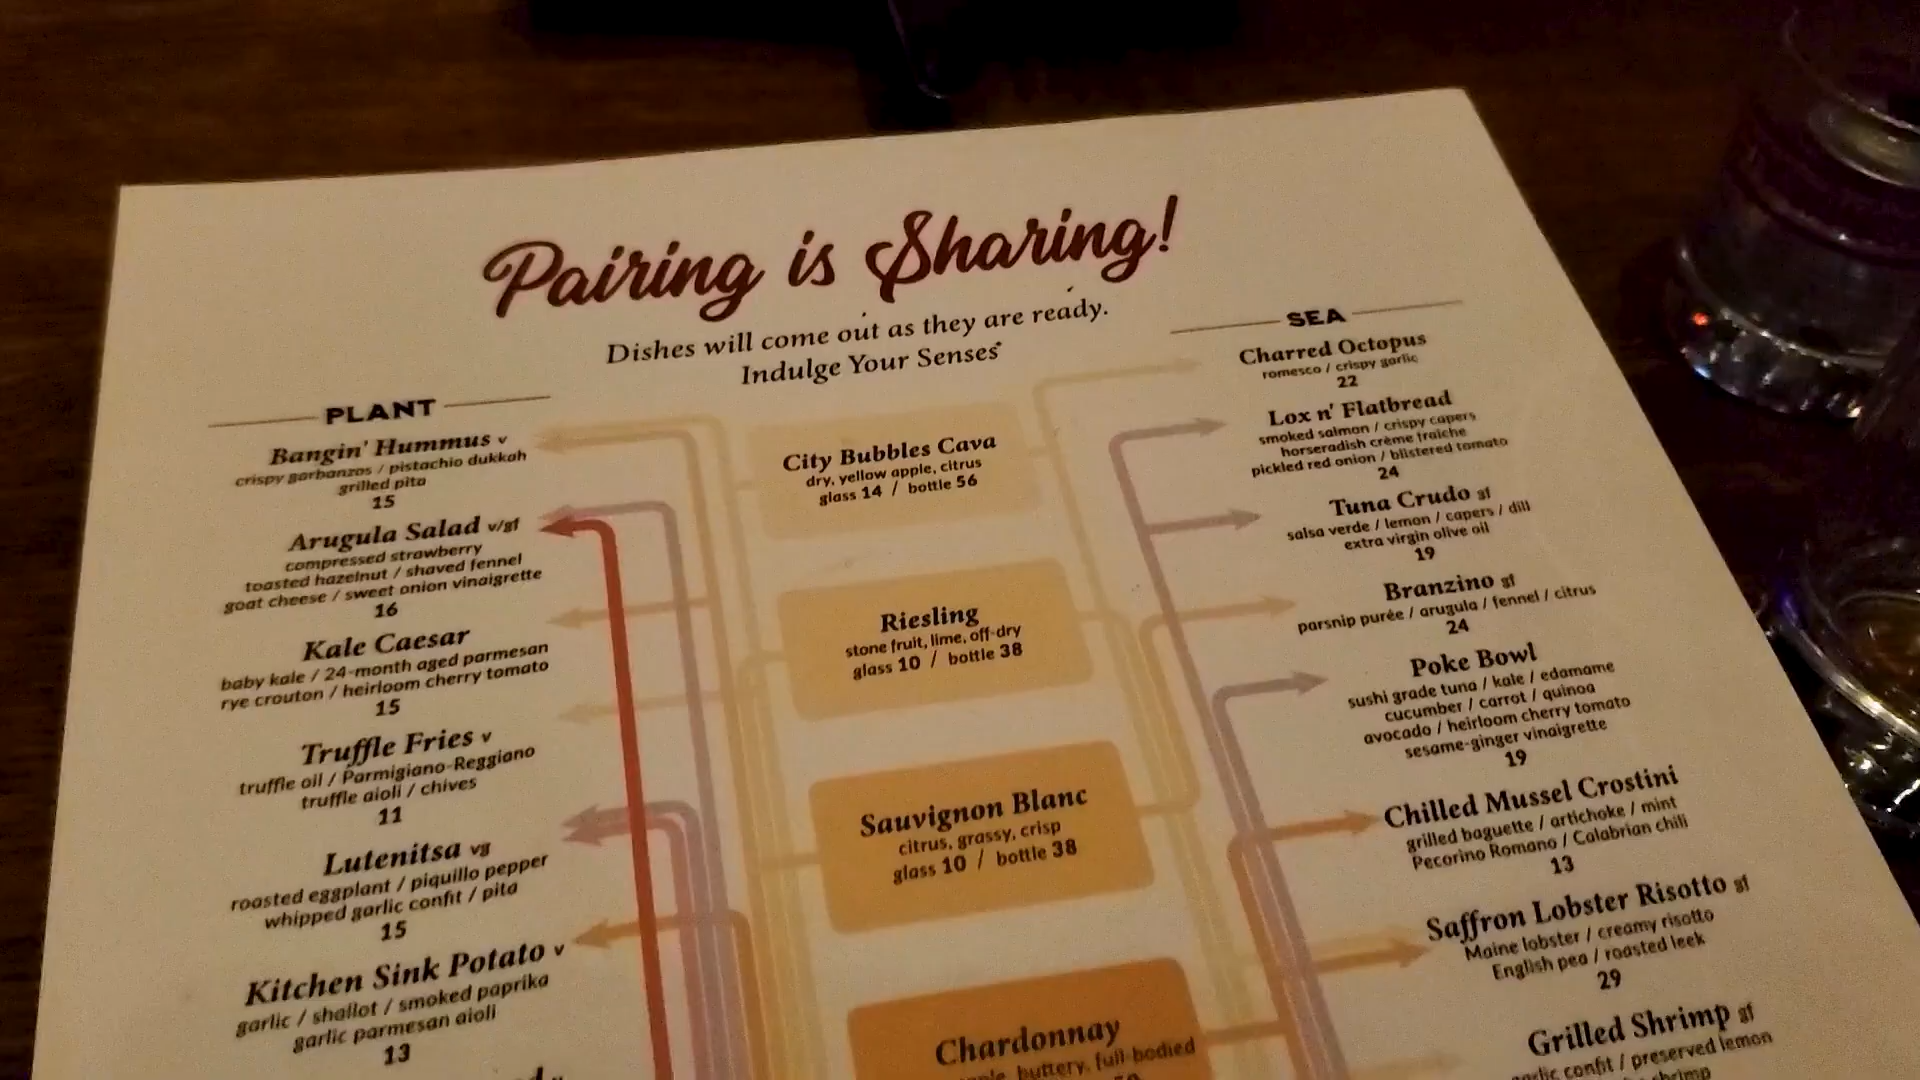 Pairing is Sharing!
Dishes will come out as they are ready.
Indulge Your Senses
PLANT
Bangin' Hummus v
crispy garbanzos / pistachio dukkah
grilled pita
15
Arugula Salad v/gf
compressed strawberry
toasted hazelnut / shaved fennel
goat cheese / sweet onion vinaigrette
16
Kale Caesar
baby kale / 24-month aged parmesan
rye crouton / heirloom cherry tomato
15
Truffle Fries v
truffle oil / Parmigiano-Reggiano
truffle aioli / chives
11
Lutenitsa vg
roasted eggplant / piquillo pepper
whipped garlic confit / pita
15
Kitchen Sink Potato v
garlic / shallot / smoked paprika
garlic parmesan aioli
13
City Bubbles Cava
dry, yellow apple, citrus
glass 14 / bottle 56
Riesling
stone fruit, lime, off-dry
glass 10 / bottle 38
Sauvignon Blanc
citrus, grassy, crisp
glass 10 / bottle 38
Chardonnay
buttery, full-bodied
SEA
Charred Octopus
romesco / crispy garlic
22
Lox n' Flatbread
smoked salmon / crispy capers
horseradish crème fraiche
pickled red onion / blistered tomato
24
Tuna Crudo gf
salsa verde / lemon / capers / dill
extra virgin olive oil
19
Branzino gf
parsnip purée / arugula / fennel / citrus
24
Poke Bowl
sushi grade tuna / kale / edamame
cucumber / carrot / quinoa
avocado / heirloom cherry tomato
sesame-ginger vinaigrette
19
Chilled Mussel Crostini
grilled baguette / artichoke / mint
Pecorino Romano / Calabrian chili
13
Saffron Lobster Risotto gf
Maine lobster / creamy risotto
English pea / roasted leek
29
Grilled Shrimp gf
garlic confit / preserved lemon
shrimp